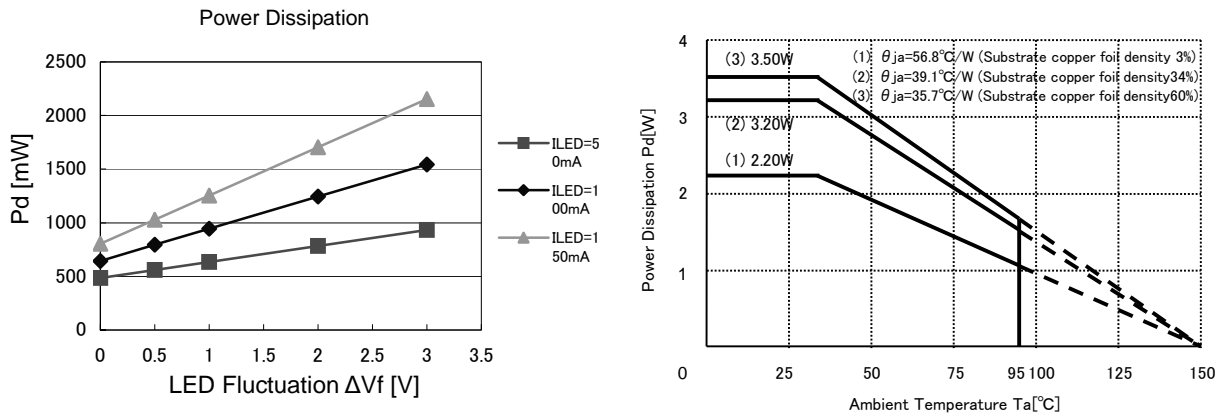 Power Dissipation
Pd [mW]
2500
2000
1500
1000
500
0
0 0.5 1 2 3 3.5
LED Fluctuation ΔVf [V]
ILED=5
0mA
ILED=1
00mA
ILED=1
50mA
Power Dissipation Pd[W]
4
3
2
1
(3) 3.50W
(2) 3.20W
(1) 2.20W
(1) θja=56.8℃/W (Substrate copper foil density 3%)
(2) θja=39.1℃/W (Substrate copper foil density34%)
(3) θja=35.7℃/W (Substrate copper foil density60%)
0 25 50 75 95 100 125 150
Ambient Temperature Ta[℃]